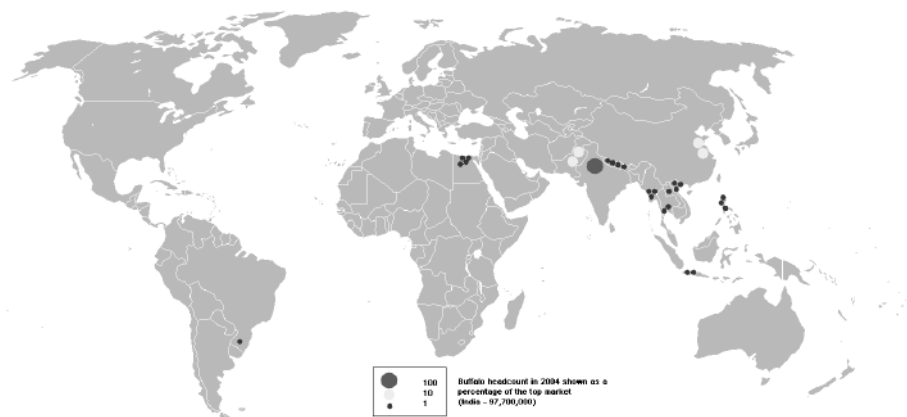 100
10
1
Buffalo headcount in 2004 shown as a
percentage of the top market
(India - 97,700,000)